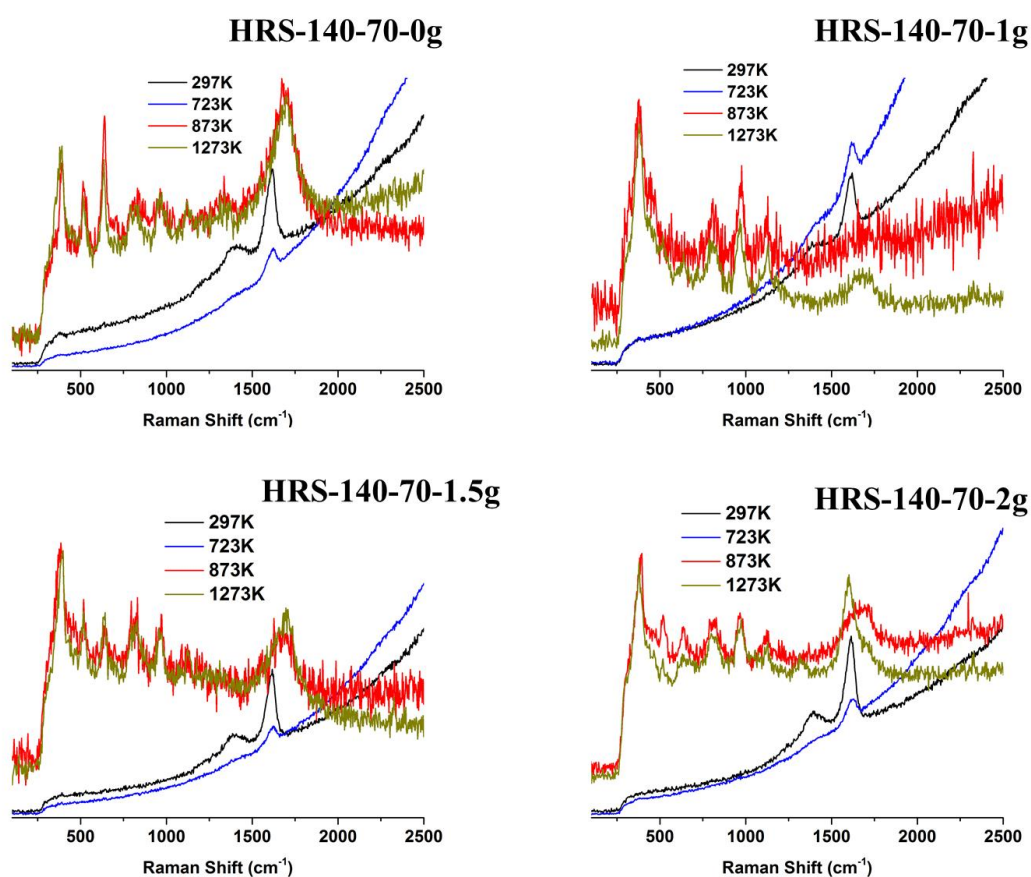 HRS-140-70-0g
297K
723K
873K
1273K
500 1000 1500 2000 2500
Raman Shift (cm⁻¹)
HRS-140-70-1g
297K
723K
873K
1273K
500 1000 1500 2000 2500
Raman Shift (cm⁻¹)
HRS-140-70-1.5g
297K
723K
873K
1273K
500 1000 1500 2000 2500
Raman Shift (cm⁻¹)
HRS-140-70-2g
297K
723K
873K
1273K
500 1000 1500 2000 2500
Raman Shift (cm⁻¹)